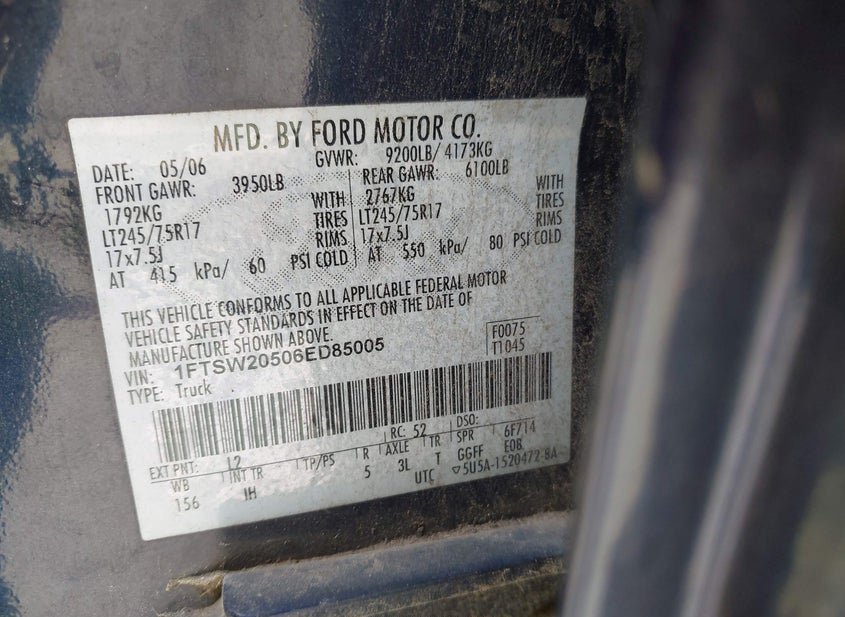 MFD. BY FORD MOTOR CO.
DATE: 05/06 GVWR: 9200LB/ 4173KG
FRONT GAWR: 3950LB REAR GAWR: 6100LB
1792KG WITH 2767KG WITH
LT245/75R17 TIRES LT245/75R17 TIRES
17x7.5J RIMS 17x7.5J RIMS
AT 415 kPa/ 60 PSI COLD AT 550 kPa/ 80 PSI COLD
THIS VEHICLE CONFORMS TO ALL APPLICABLE FEDERAL MOTOR
VEHICLE SAFETY STANDARDS IN EFFECT ON THE DATE OF
MANUFACTURE SHOWN ABOVE.
F0075
T1045
VIN: 1FTSW20506ED85005
TYPE: Truck
EXT PNT: 12 RC: 52 DSO:
WB INT TR TP/PS R AXLE TR SPR 6F714
156 IH 5 3L T GGFF EOB
UTC ▽5U5A-1520472-BA